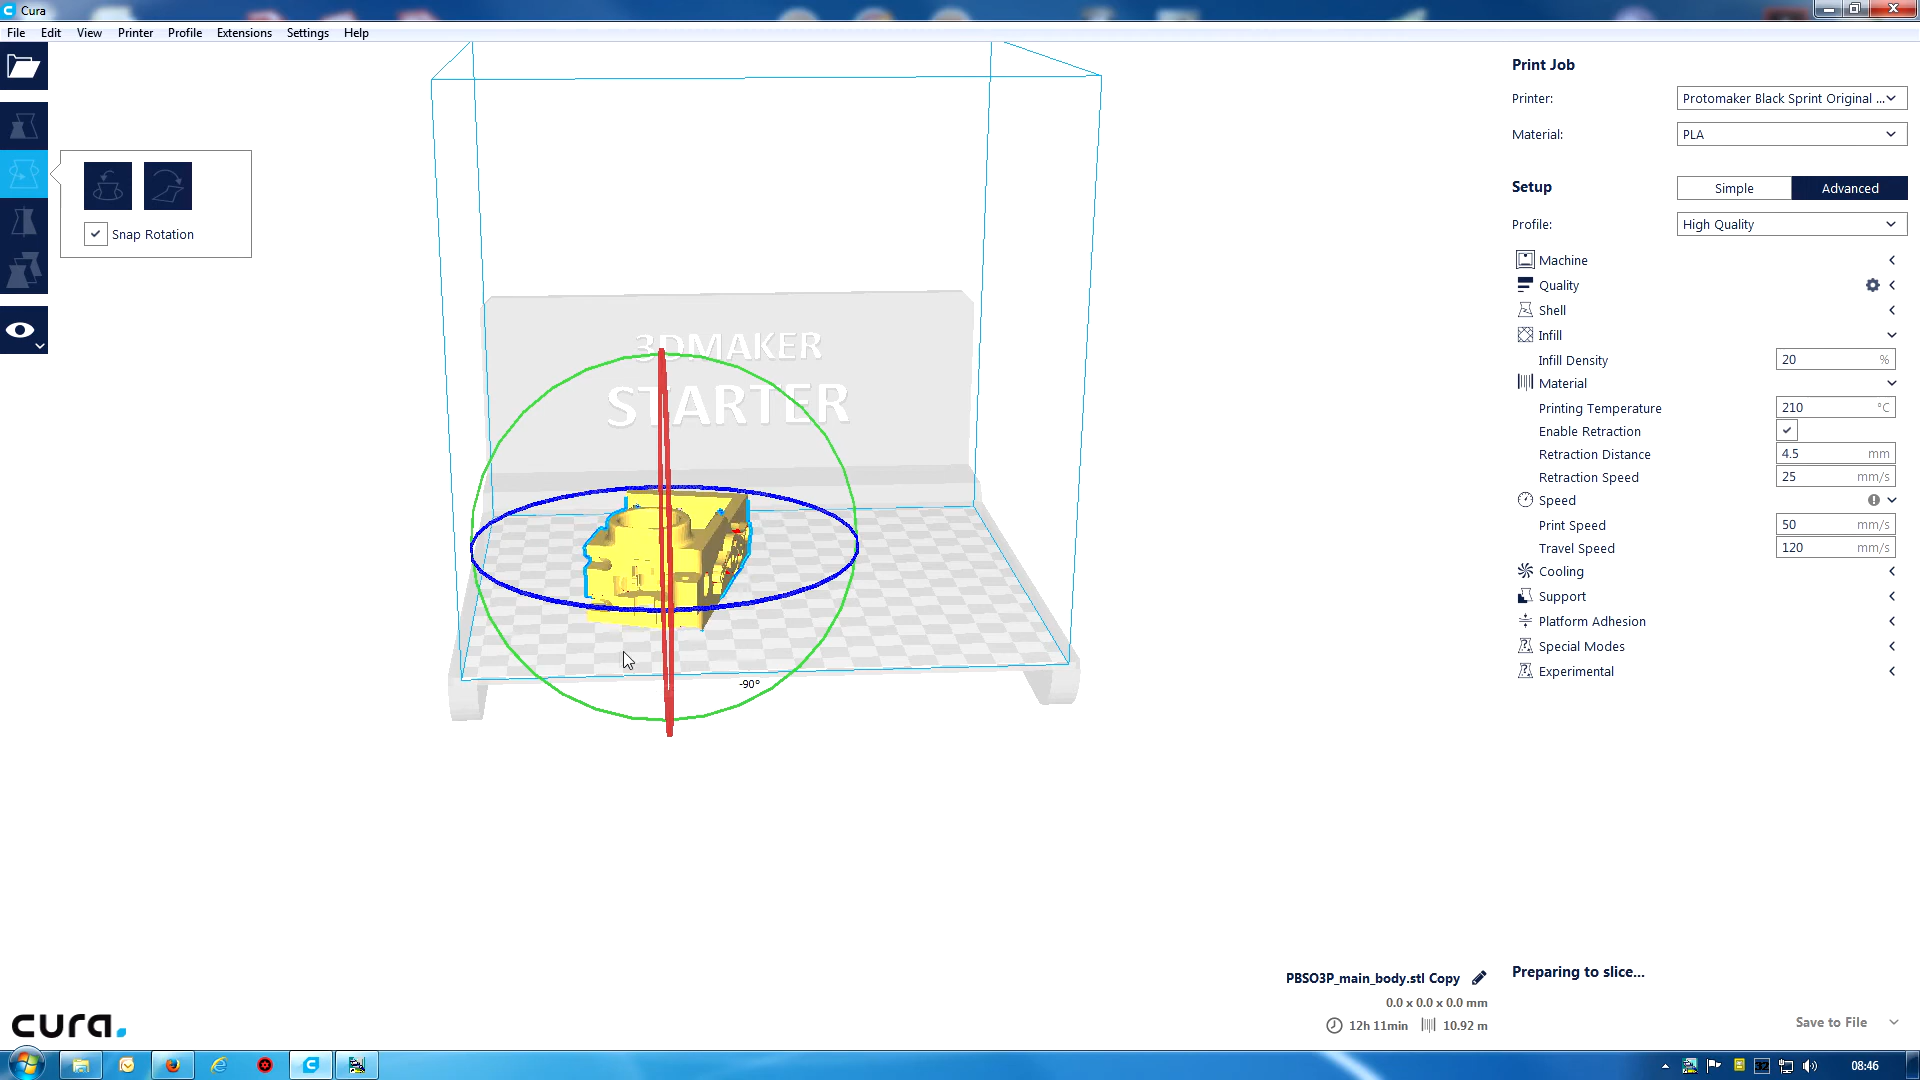 Cura
File Edit View Printer Profile Extensions Settings Help
Print Job
Printer: Protomaker Black Sprint Original ...
Material: PLA
Setup Simple Advanced
Snap Rotation
Profile: High Quality
Machine
Quality
Shell
Infill
Infill Density 20 %
Material
Printing Temperature 210 °C
Enable Retraction
Retraction Distance 4.5 mm
Retraction Speed 25 mm/s
Speed
Print Speed 50 mm/s
Travel Speed 120 mm/s
Cooling
Support
Platform Adhesion
Special Modes
Experimental
3DMAKER
STARTER
-90°
PBSO3P_main_body.stl Copy
Preparing to slice...
0.0 x 0.0 x 0.0 mm
12h 11min 10.92 m
Save to File
cura.
08:46